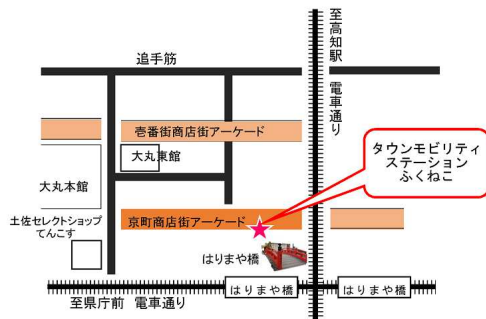 追手筋
至高知駅 電車通り
壱番街商店街アーケード
大丸東館
タウンモビリティ
ステーション
ふくねこ
大丸本館
京町商店街アーケード
土佐セレクトショップ
てんこす
はりまや橋
はりまや橋
はりまや橋
至県庁前 電車通り